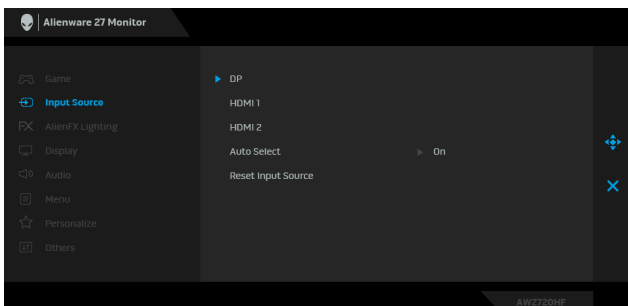 Alienware 27 Monitor
Game
Input Source
AlienFX Lighting
Display
Audio
Menu
Personalize
Others
DP
HDMI 1
HDMI 2
Auto Select On
Reset Input Source
AW2720HF